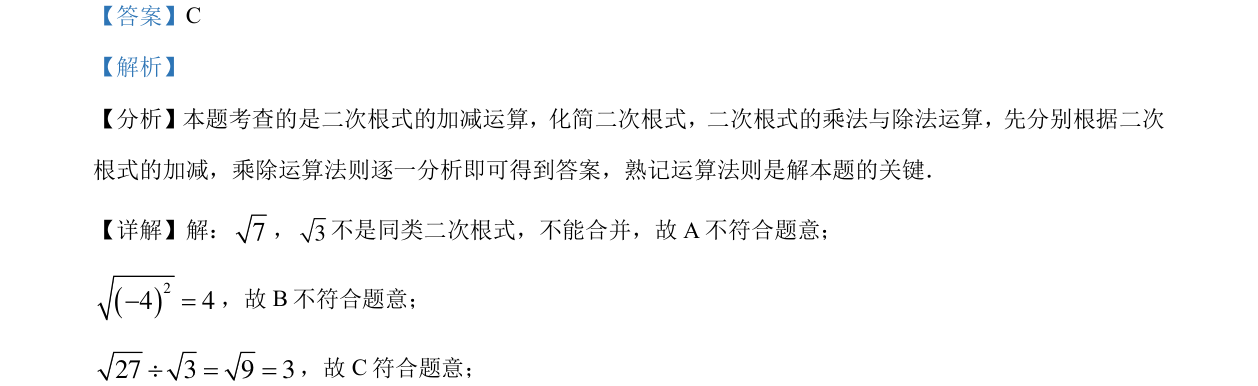 【答案】C
【解析】
【分析】本题考查的是二次根式的加减运算，化简二次根式，二次根式的乘法与除法运算，先分别根据二次
根式的加减，乘除运算法则逐一分析即可得到答案，熟记运算法则是解本题的关键．
【详解】解：√7，√3不是同类二次根式，不能合并，故 A 不符合题意；
√(−4)² = 4，故 B 不符合题意；
√27 ÷ √3 = √9 = 3，故 C 符合题意；